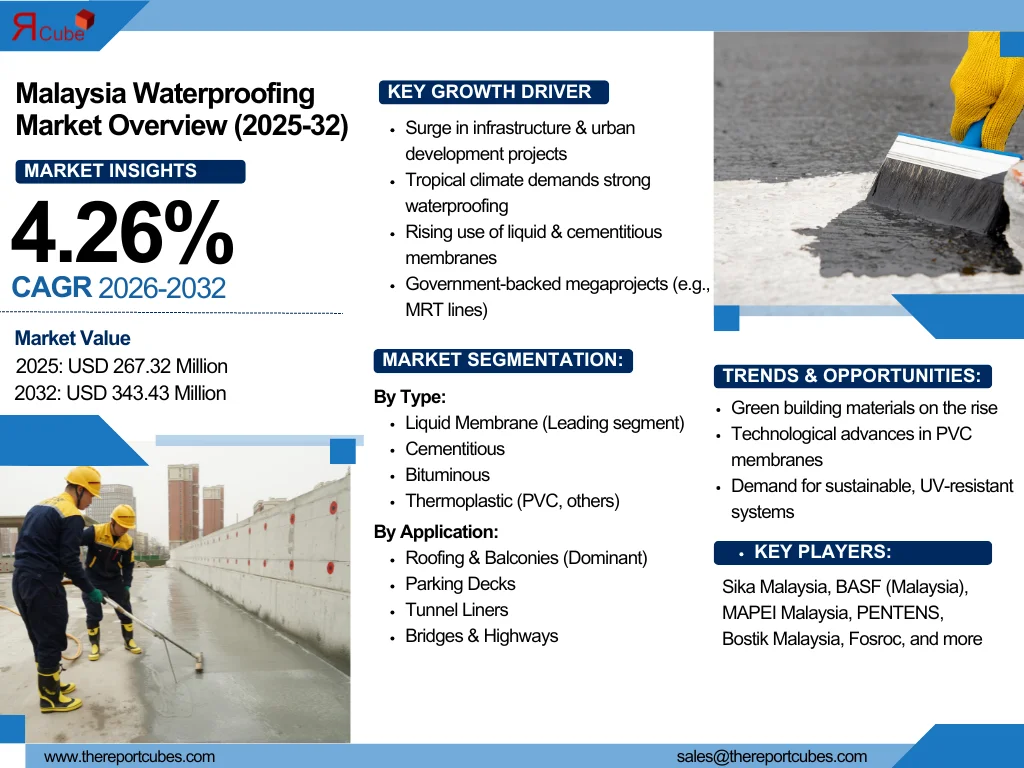 ЯCube
Malaysia Waterproofing
Market Overview (2025-32)
MARKET INSIGHTS
4.26%
CAGR 2026-2032
Market Value
2025: USD 267.32 Million
2032: USD 343.43 Million
KEY GROWTH DRIVER
• Surge in infrastructure & urban
development projects
• Tropical climate demands strong
waterproofing
• Rising use of liquid & cementitious
membranes
• Government-backed megaprojects (e.g.,
MRT lines)
MARKET SEGMENTATION:
By Type:
• Liquid Membrane (Leading segment)
• Cementitious
• Bituminous
• Thermoplastic (PVC, others)
By Application:
• Roofing & Balconies (Dominant)
• Parking Decks
• Tunnel Liners
• Bridges & Highways
TRENDS & OPPORTUNITIES:
• Green building materials on the rise
• Technological advances in PVC
membranes
• Demand for sustainable, UV-resistant
systems
• KEY PLAYERS:
Sika Malaysia, BASF (Malaysia),
MAPEI Malaysia, PENTENS,
Bostik Malaysia, Fosroc, and more
www.thereportcubes.com
sales@thereportcubes.com